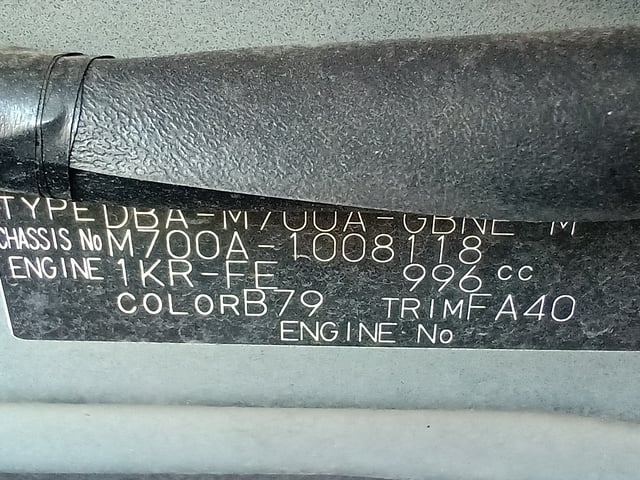 TYPE DBA-M700A-GBNE M
CHASSIS No M700A-1008118
ENGINE 1KR-FE 996 CC
COLOR B79 TRIM FA40
ENGINE No